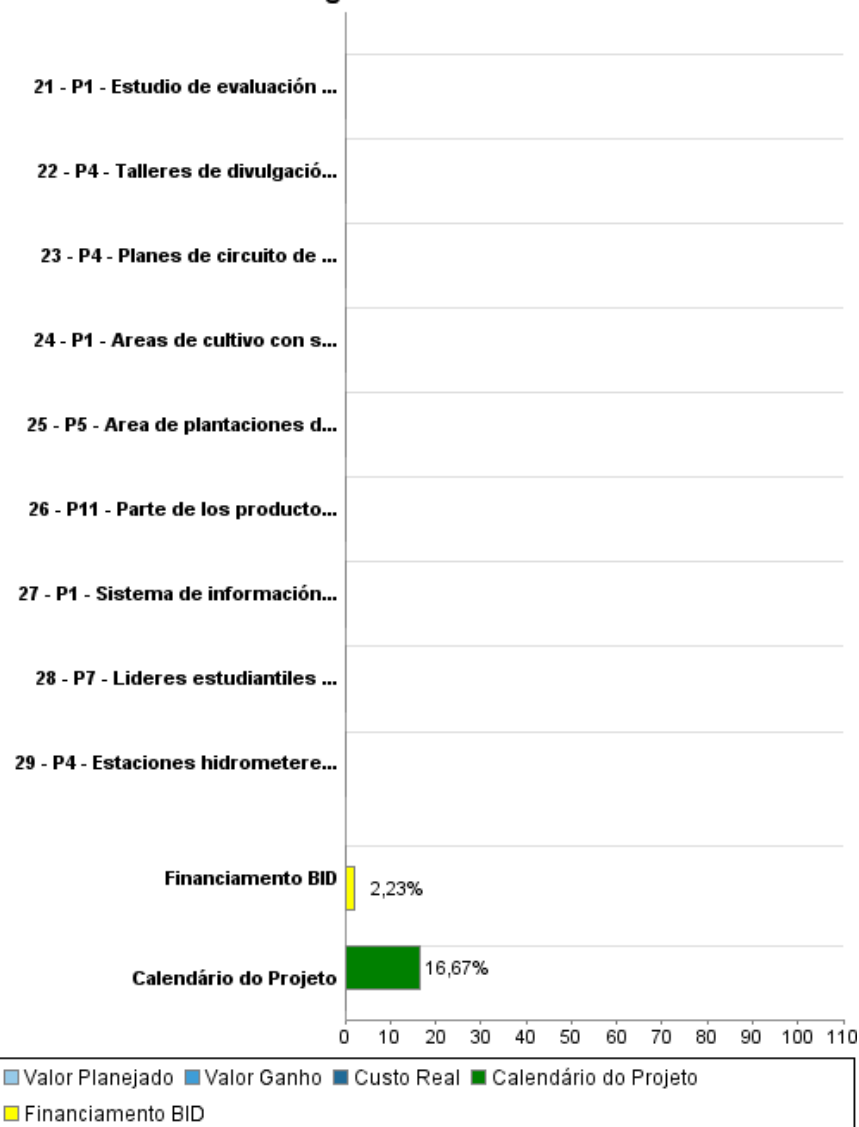 21 - P1 - Estudio de evaluación ...
22 - P4 - Talleres de divulgació...
23 - P4 - Planes de circuito de ...
24 - P1 - Areas de cultivo con s...
25 - P5 - Area de plantaciones d...
26 - P11 - Parte de los producto...
27 - P1 - Sistema de información...
28 - P7 - Lideres estudiantiles ...
29 - P4 - Estaciones hidrometere...
Financiamento BID 2,23%
Calendário do Projeto 16,67%
0 10 20 30 40 50 60 70 80 90 100 110
Valor Planejado Valor Ganho Custo Real Calendário do Projeto
Financiamento BID